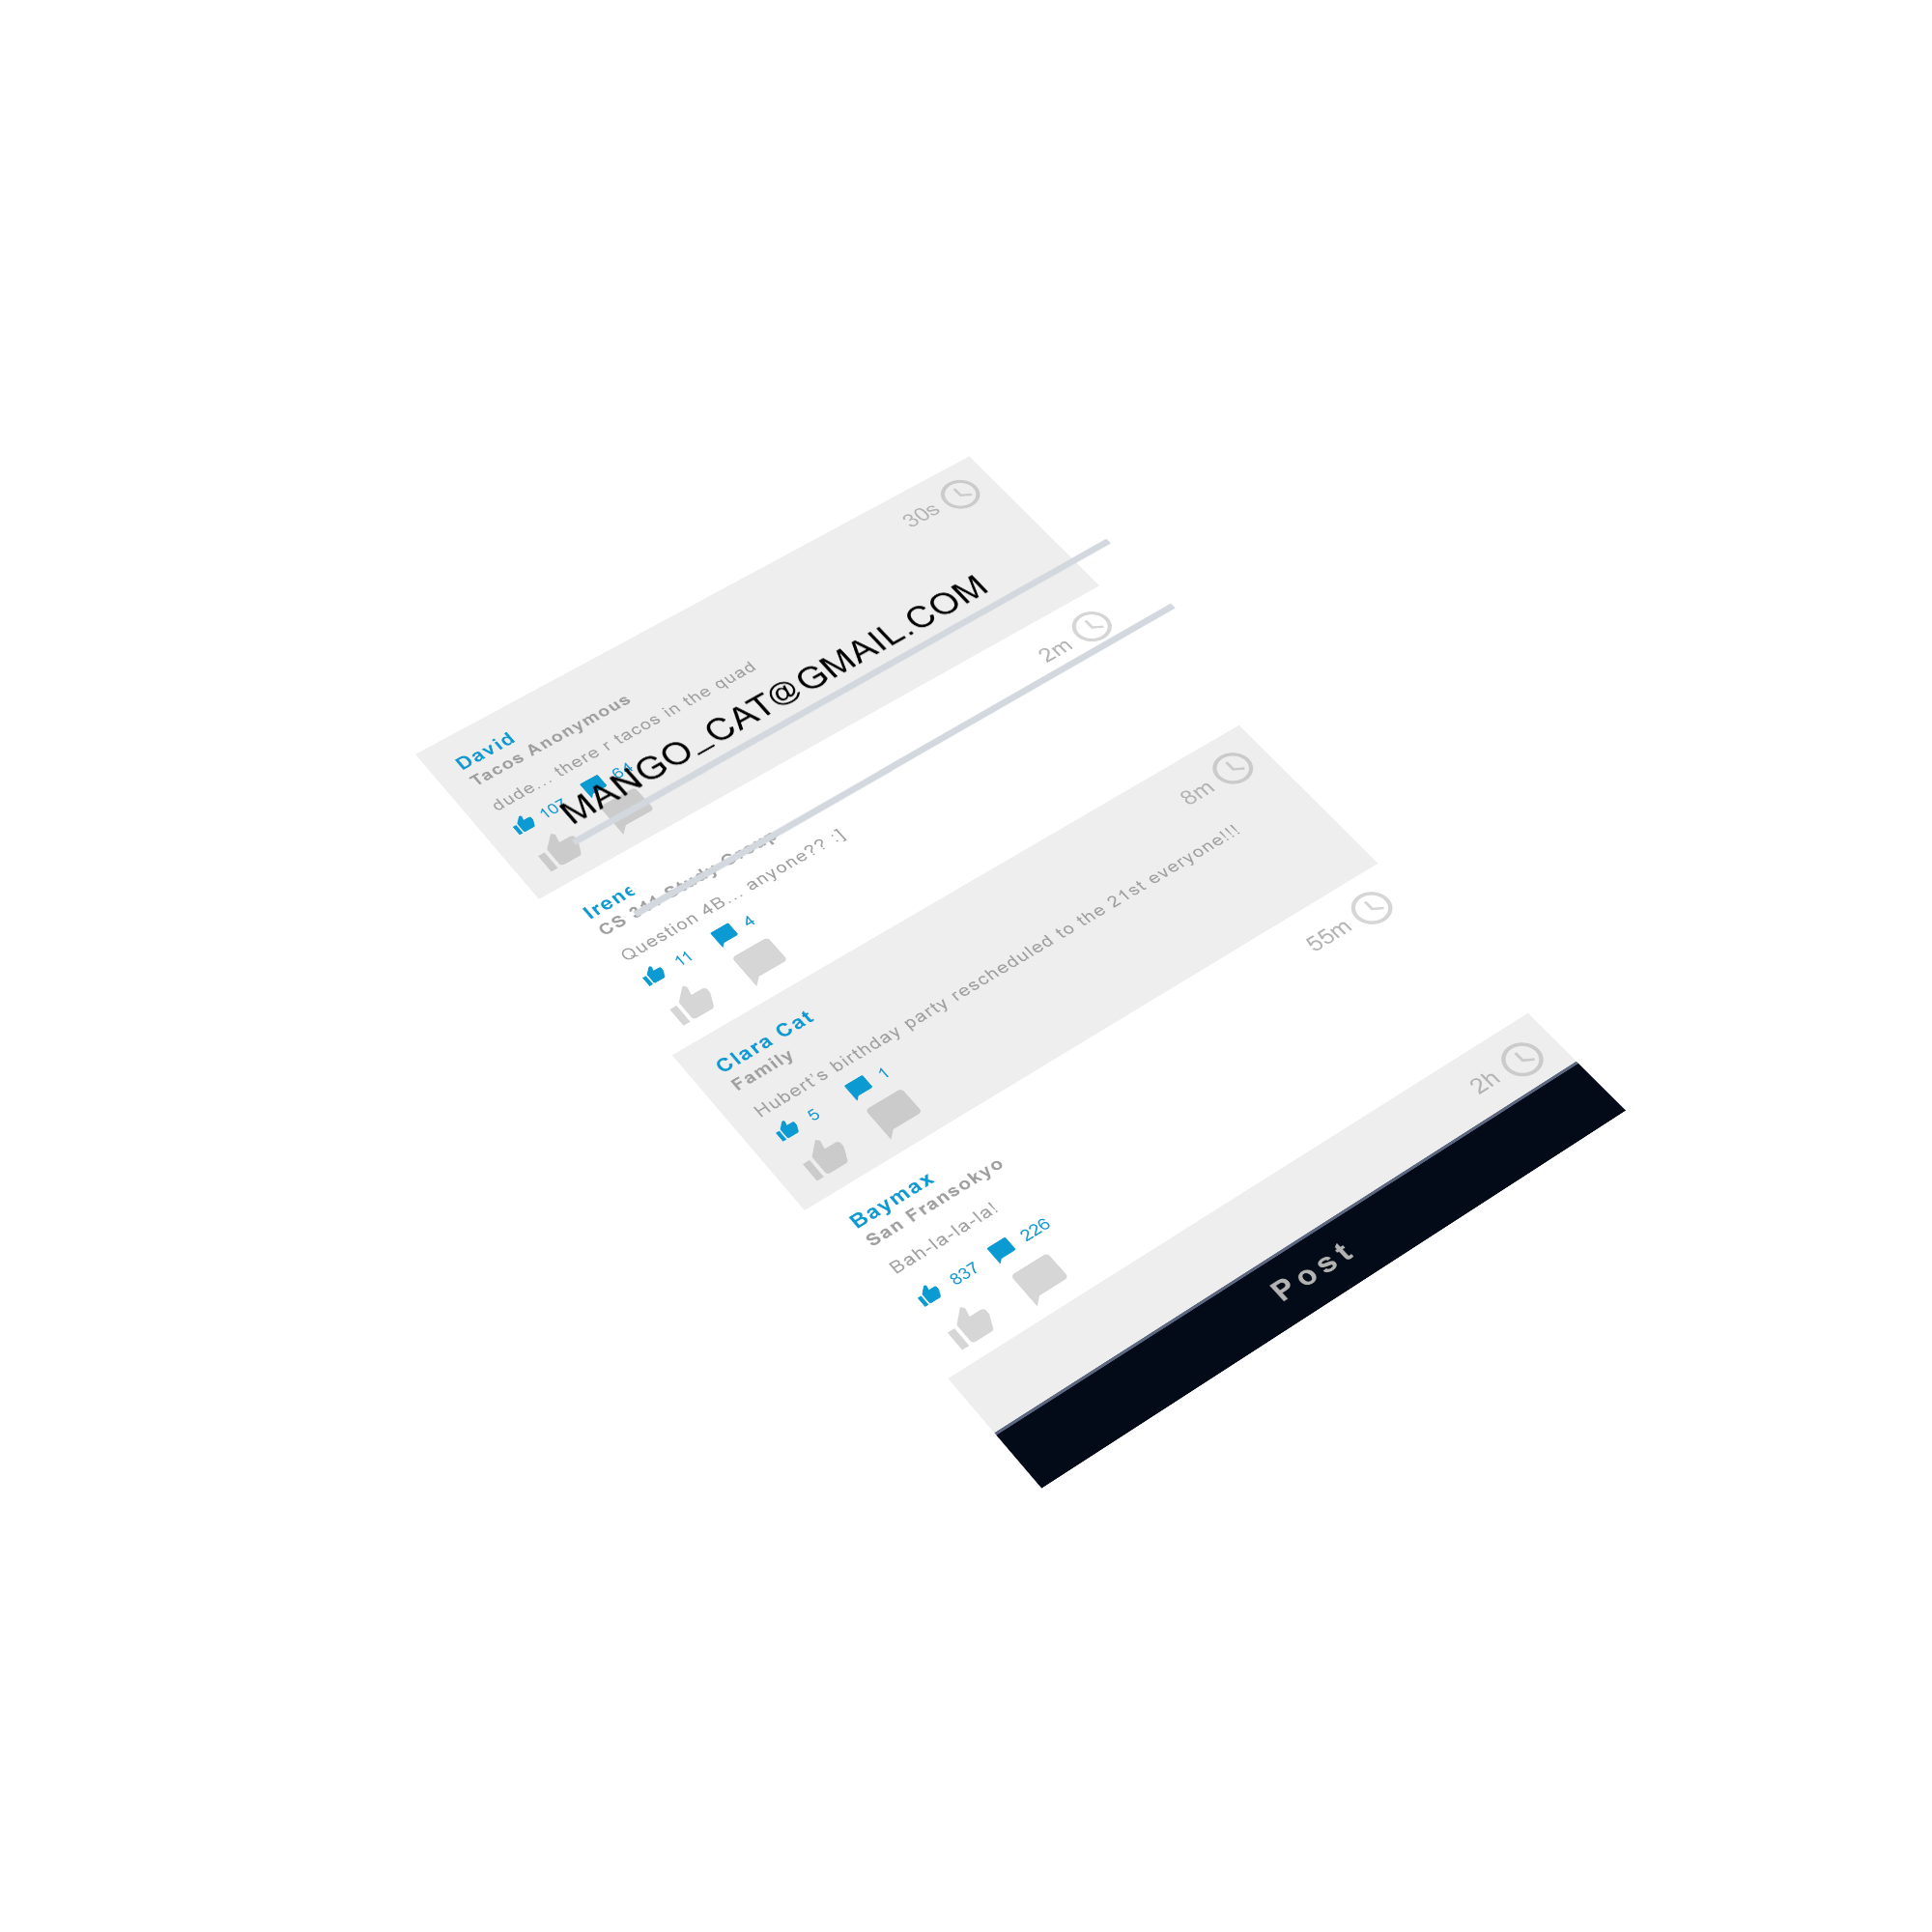 30s
David
Tacos Anonymous
dude... there r tacos in the quad
107 64
MANGO_CAT@GMAIL.COM
2m
Irene
CS Study Group
Question 4B... anyone?? :]
11 4
8m
Clara Cat
Family
Hubert's birthday party rescheduled to the 21st everyone!!!
5 1
55m
Baymax
San Fransokyo
Bah-la-la-la!
837 226
2h
Post